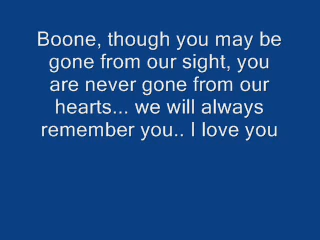 Boone, though you may be
gone from our sight, you
are never gone from our
hearts... we will always
remember you.. I love you